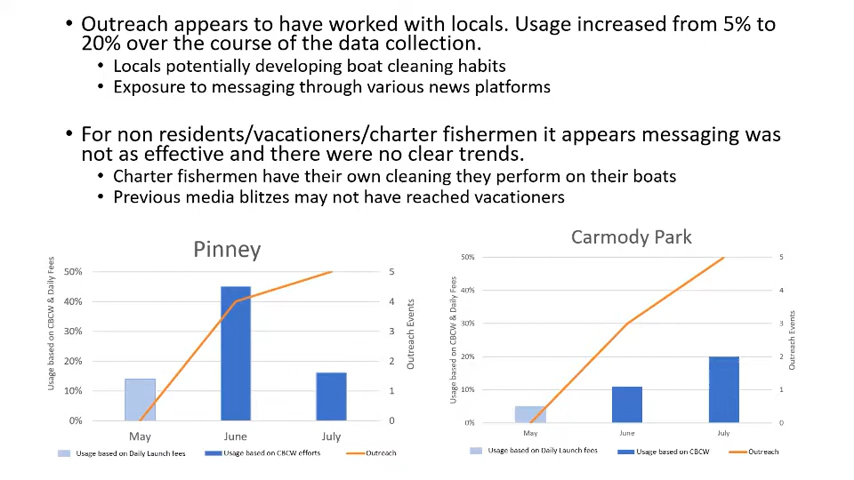 • Outreach appears to have worked with locals. Usage increased from 5% to
20% over the course of the data collection.
• Locals potentially developing boat cleaning habits
• Exposure to messaging through various news platforms
• For non residents/vacationers/charter fishermen it appears messaging was
not as effective and there were no clear trends.
• Charter fishermen have their own cleaning they perform on their boats
• Previous media blitzes may not have reached vacationers
Pinney
Usage based on CBCW & Daily Fees
50%
40%
30%
20%
10%
0%
5
4
3
2
1
0
Outreach Events
May June July
Usage based on Daily Launch fees Usage based on CBCW efforts Outreach
Carmody Park
Usage based on CBCW & Daily Fees
50%
40%
30%
20%
10%
0%
5
4
3
2
1
0
Outreach Events
May June July
Usage based on Daily Launch fees Usage based on CBCW Outreach